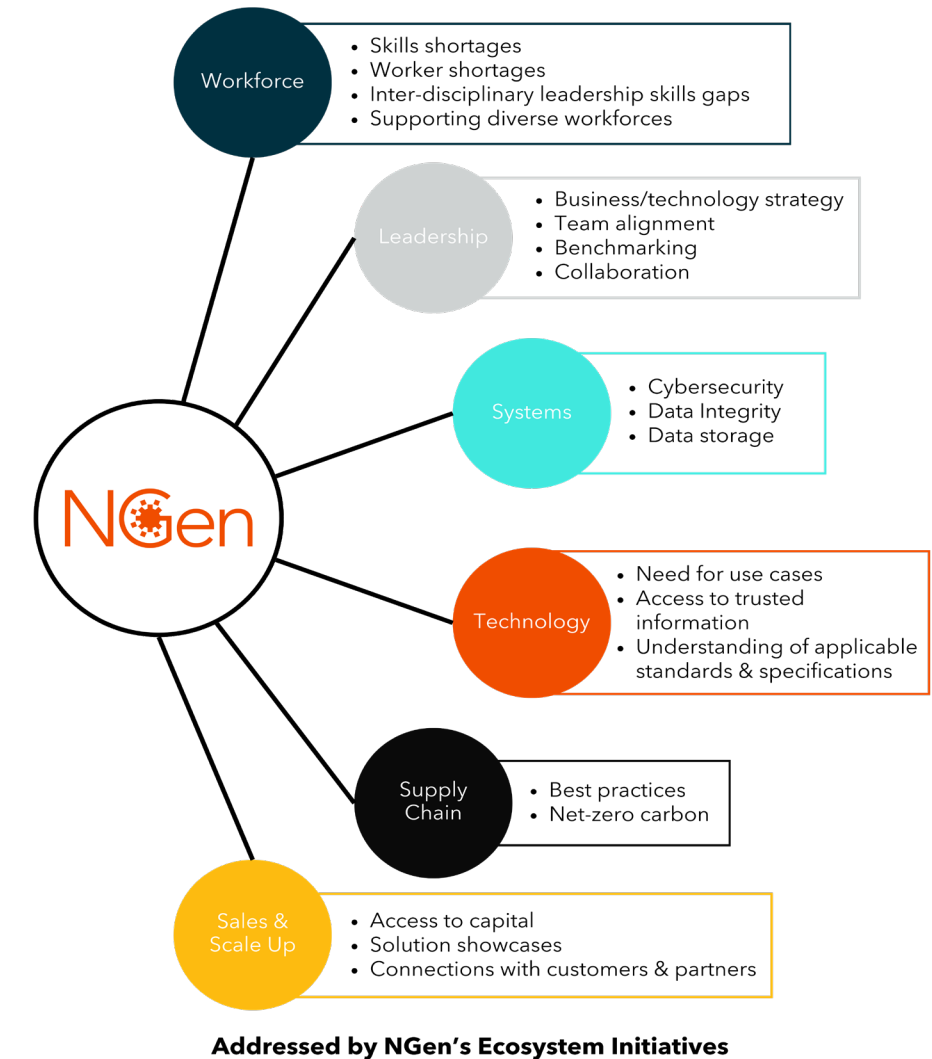 Workforce
• Skills shortages
• Worker shortages
• Inter-disciplinary leadership skills gaps
• Supporting diverse workforces
Leadership
• Business/technology strategy
• Team alignment
• Benchmarking
• Collaboration
Systems
• Cybersecurity
• Data Integrity
• Data storage
NGen
Technology
• Need for use cases
• Access to trusted
information
• Understanding of applicable
standards & specifications
Supply
Chain
• Best practices
• Net-zero carbon
Sales &
Scale Up
• Access to capital
• Solution showcases
• Connections with customers & partners
Addressed by NGen’s Ecosystem Initiatives